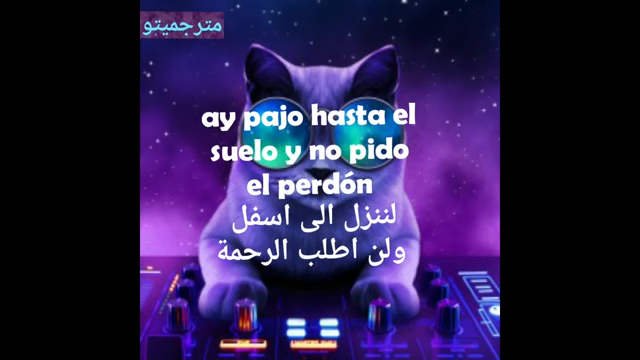 مترجميتو
ay pajo hasta el
suelo y no pido
el perdón
لننزل الى اسفل
ولن اطلب الرحمة